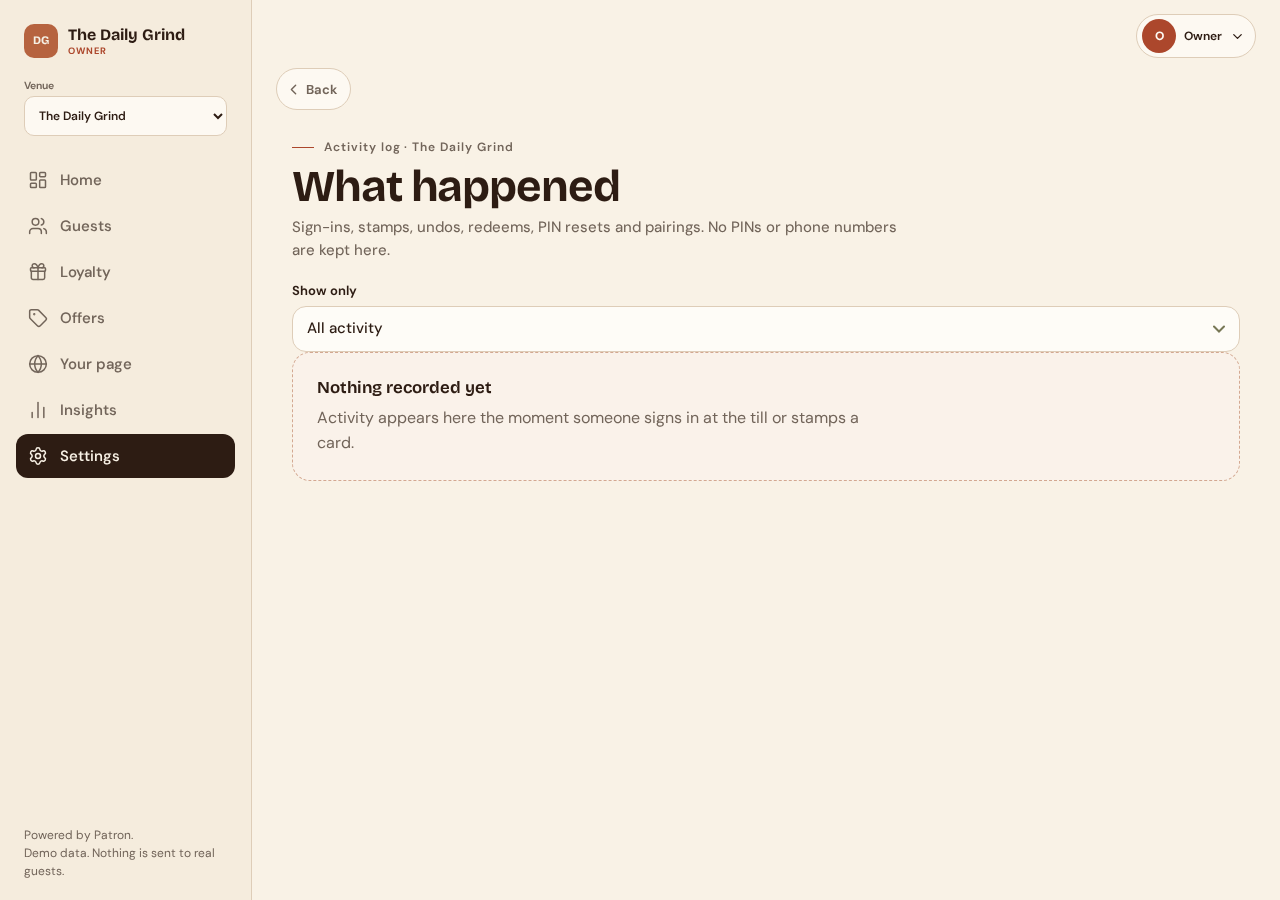 DG
The Daily Grind
OWNER
Venue
The Daily Grind
Home
Guests
Loyalty
Offers
Your page
Insights
Settings
Powered by Patron.
Demo data. Nothing is sent to real
guests.
O
Owner
Back
Activity log · The Daily Grind
What happened
Sign-ins, stamps, undos, redeems, PIN resets and pairings. No PINs or phone numbers
are kept here.
Show only
All activity
Nothing recorded yet
Activity appears here the moment someone signs in at the till or stamps a
card.